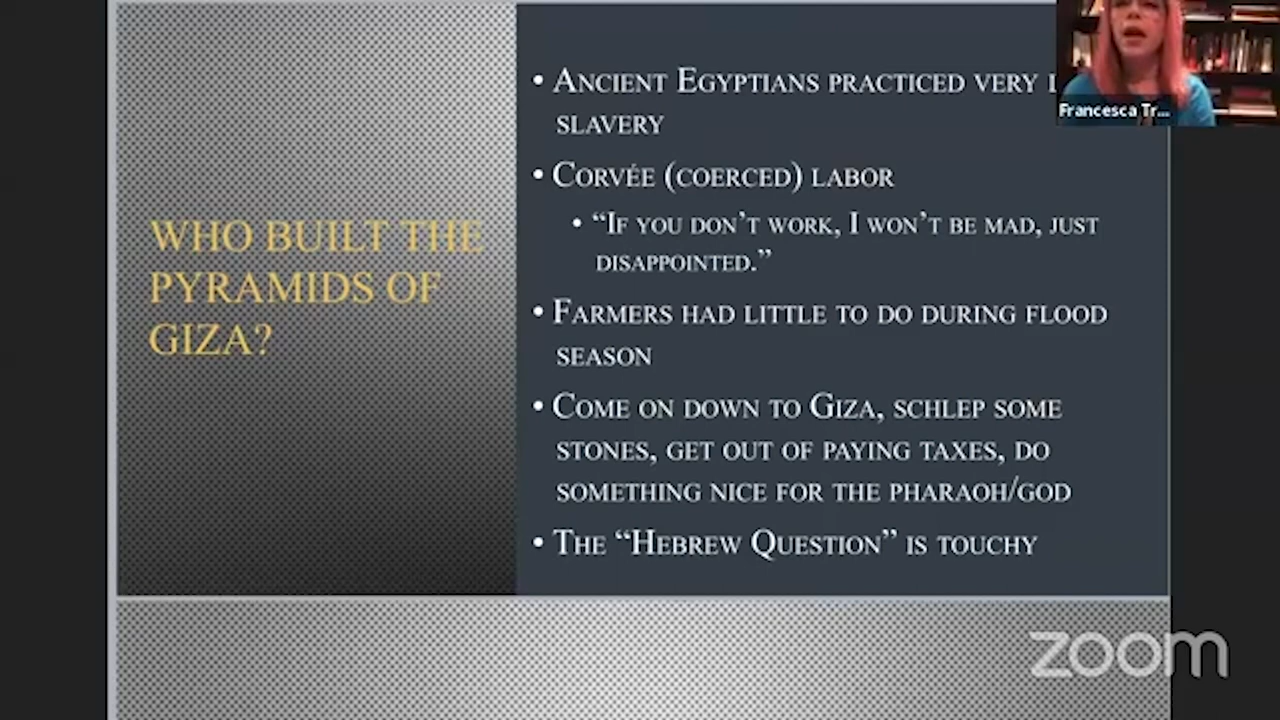 WHO BUILT THE
PYRAMIDS OF
GIZA?
• ANCIENT EGYPTIANS PRACTICED VERY
SLAVERY
• CORVÉE (COERCED) LABOR
• “IF YOU DON’T WORK, I WON’T BE MAD, JUST
DISAPPOINTED.”
• FARMERS HAD LITTLE TO DO DURING FLOOD
SEASON
• COME ON DOWN TO GIZA, SCHLEP SOME
STONES, GET OUT OF PAYING TAXES, DO
SOMETHING NICE FOR THE PHARAOH/GOD
• THE “HEBREW QUESTION” IS TOUCHY
Francesca Tr...
zoom